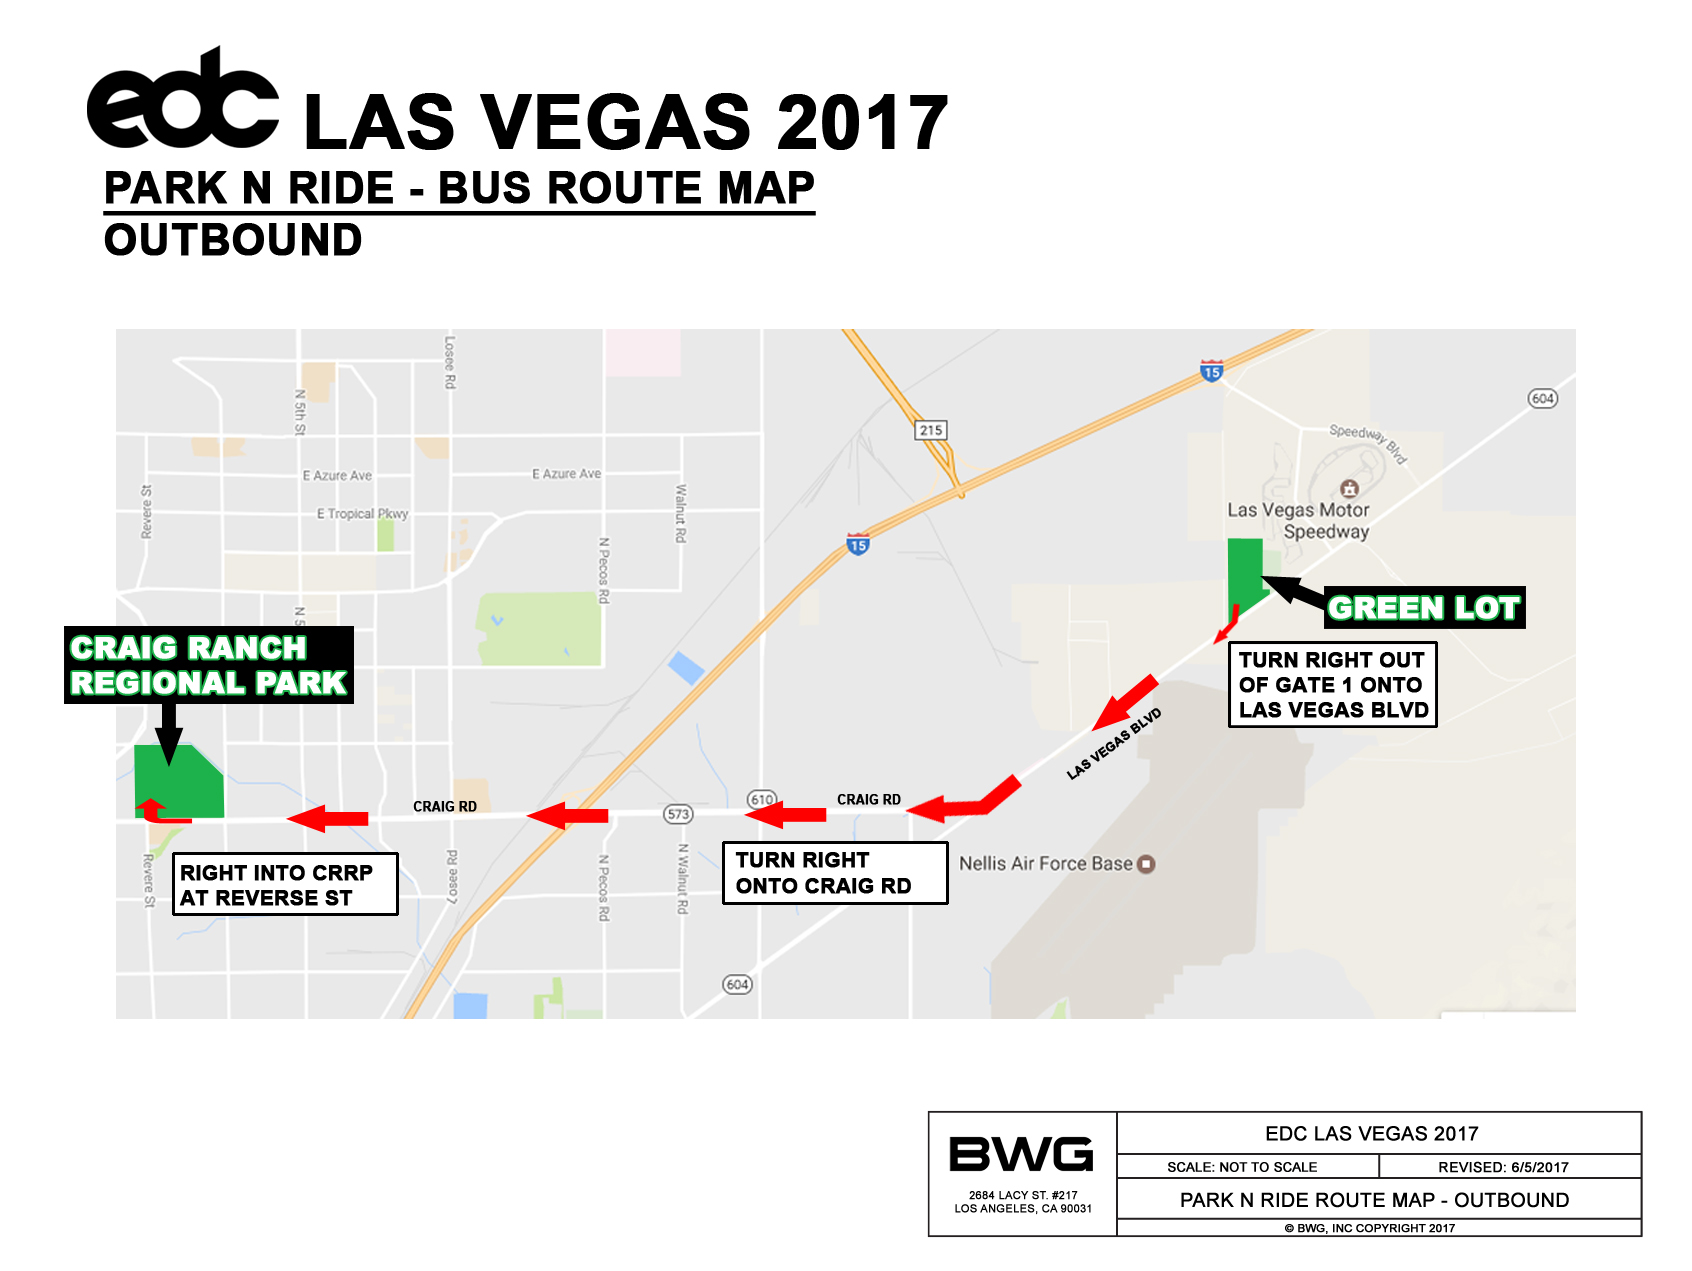 edc LAS VEGAS 2017
PARK N RIDE - BUS ROUTE MAP
OUTBOUND
Losee Rd
15
N 5th St
604
215
Speedway Blvd
E Azure Ave
E Azure Ave
Revere St
Walnut Rd
E Tropical Pkwy
Las Vegas Motor
Speedway
15
N Pecos Rd
GREEN LOT
N 5
CRAIG RANCH
REGIONAL PARK
TURN RIGHT OUT
OF GATE 1 ONTO
LAS VEGAS BLVD
LAS VEGAS BLVD
CRAIG RD
610
CRAIG RD
573
RIGHT INTO CRRP
AT REVERSE ST
TURN RIGHT
ONTO CRAIG RD
Nellis Air Force Base
Revere St
Losee Rd
N Pecos Rd
N Walnut Rd
604
BWG
2684 LACY ST. #217
LOS ANGELES, CA 90031
EDC LAS VEGAS 2017
SCALE: NOT TO SCALE
REVISED: 6/5/2017
PARK N RIDE ROUTE MAP - OUTBOUND
© BWG, INC COPYRIGHT 2017